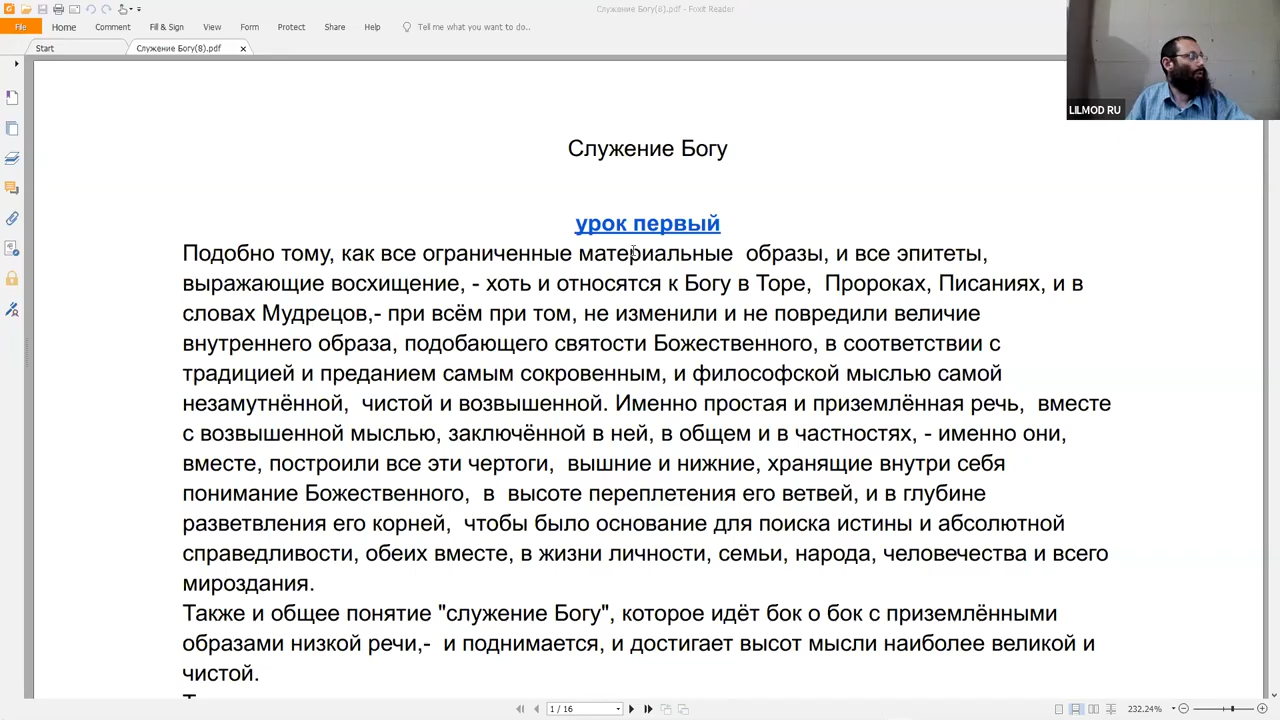 Служение Богу(8).pdf - Foxit Reader
File Home Comment Fill & Sign View Form Protect Share Help Tell me what you want to do..
Start Служение Богу(8).pdf
LILMOD RU
Служение Богу
урок первый
Подобно тому, как все ограниченные материальные образы, и все эпитеты,
выражающие восхищение, - хоть и относятся к Богу в Торе, Пророках, Писаниях, и в
словах Мудрецов,- при всём при том, не изменили и не повредили величие
внутреннего образа, подобающего святости Божественного, в соответствии с
традицией и преданием самым сокровенным, и философской мыслью самой
незамутнённой, чистой и возвышенной. Именно простая и приземлённая речь, вместе
с возвышенной мыслью, заключённой в ней, в общем и в частностях, - именно они,
вместе, построили все эти чертоги, вышние и нижние, хранящие внутри себя
понимание Божественного, в высоте переплетения его ветвей, и в глубине
разветвления его корней, чтобы было основание для поиска истины и абсолютной
справедливости, обеих вместе, в жизни личности, семьи, народа, человечества и всего
мироздания.
Также и общее понятие "служение Богу", которое идёт бок о бок с приземлёнными
образами низкой речи,- и поднимается, и достигает высот мысли наиболее великой и
чистой.
1 / 16
232.24%